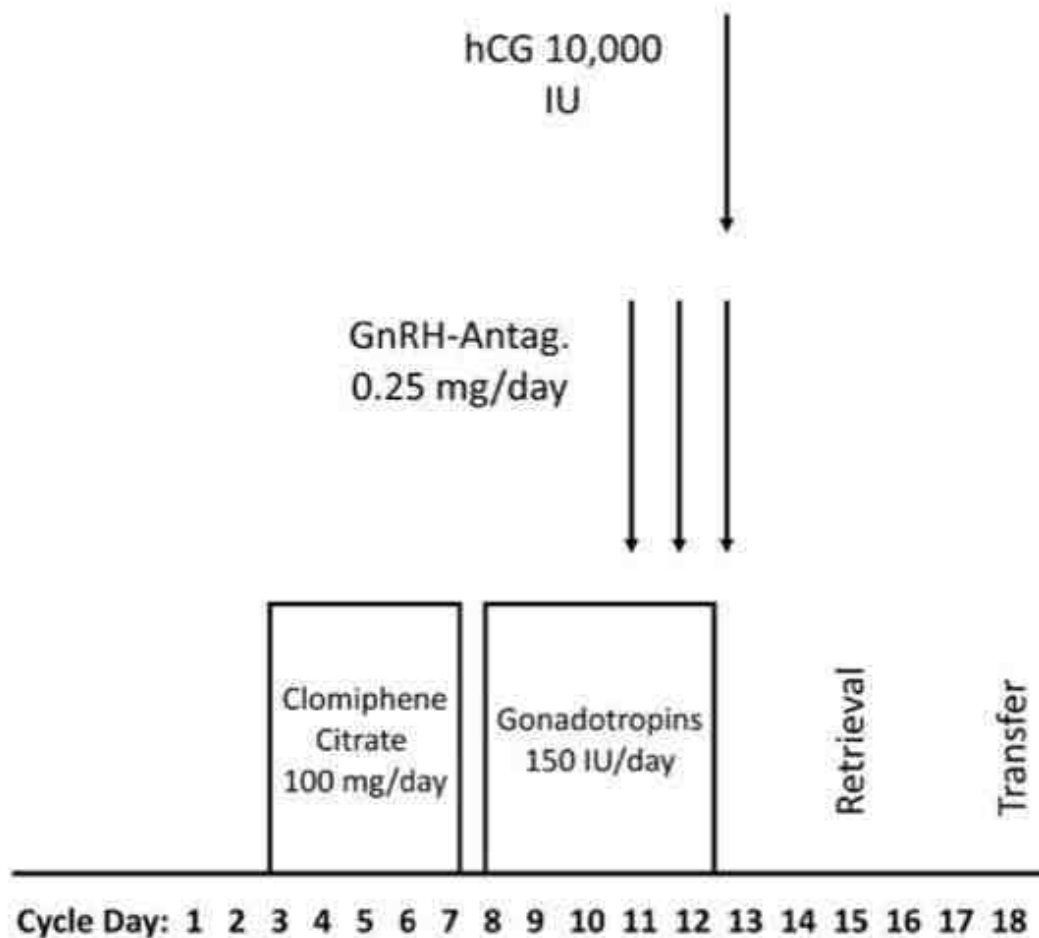 hCG 10,000
IU
GnRH-Antag.
0.25 mg/day
Clomiphene
Citrate
100 mg/day
Gonadotropins
150 IU/day
Retrieval
Transfer
Cycle Day: 1 2 3 4 5 6 7 8 9 10 11 12 13 14 15 16 17 18